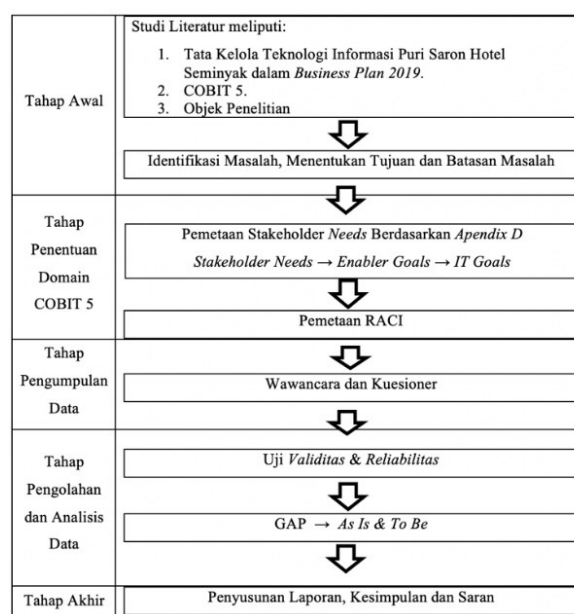 Studi Literatur meliputi:
1. Tata Kelola Teknologi Informasi Puri Saron Hotel
Seminyak dalam Business Plan 2019.
2. COBIT 5.
3. Objek Penelitian
Tahap Awal
Identifikasi Masalah, Menentukan Tujuan dan Batasan Masalah
Tahap
Penentuan
Domain
COBIT 5
Pemetaan Stakeholder Needs Berdasarkan Apendix D
Stakeholder Needs → Enabler Goals → IT Goals
Pemetaan RACI
Tahap
Pengumpulan
Data
Wawancara dan Kuesioner
Tahap
Pengolahan
dan Analisis
Data
Uji Validitas & Reliabilitas
GAP → As Is & To Be
Tahap Akhir
Penyusunan Laporan, Kesimpulan dan Saran